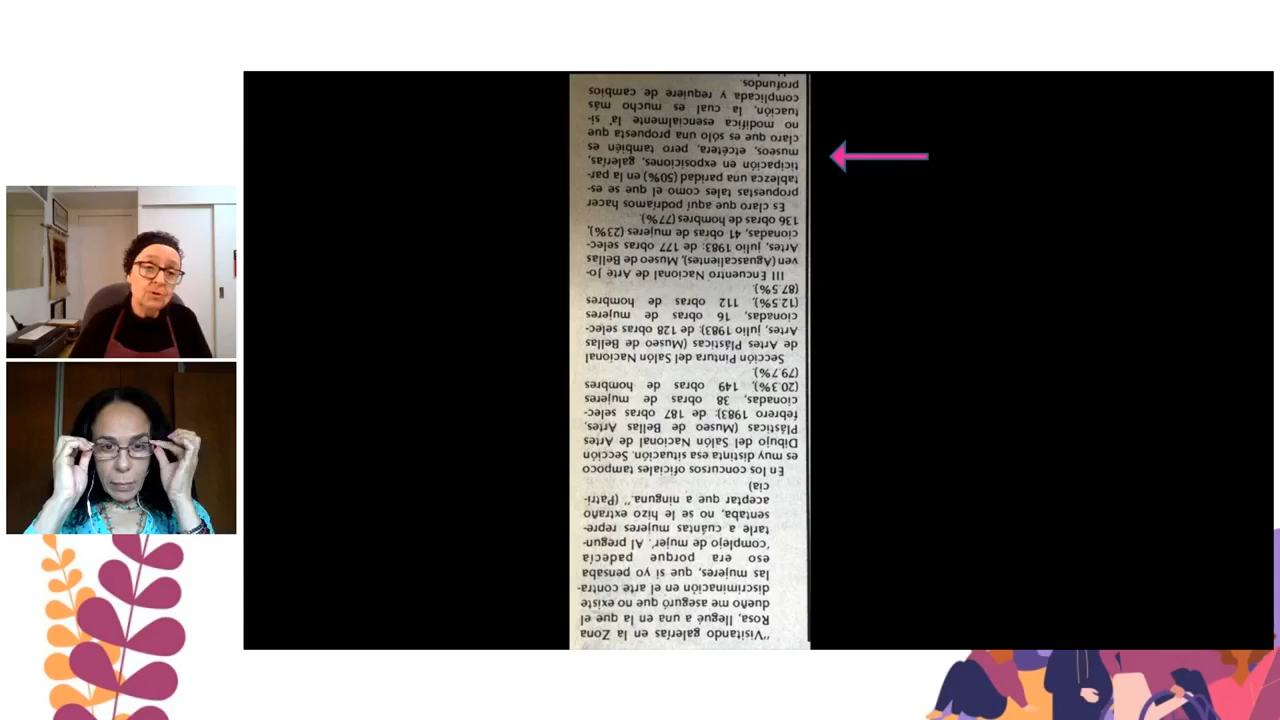 "Visitando galerías en la Zona
Rosa, llegué a una en la que el
dueño me aseguró que no existe
discriminación en el arte contra-
las mujeres, que si yo pensaba
eso era porque padecía
'complejo de mujer'. Al pregun-
tarle a cuántas mujeres repre-
sentaba, no se le hizo extraño
aceptar que a ninguna." (Patri-
cia)
En los concursos oficiales tampoco
es muy distinta esa situación. Sección
Dibujo del Salón Nacional de Artes
Plásticas (Museo de Bellas Artes,
febrero 1983): de 187 obras selec-
cionadas, 38 obras de mujeres
(20.3%), 149 obras de hombres
(79.7%).
Sección Pintura del Salón Nacional
de Artes Plásticas (Museo de Bellas
Artes, julio 1983): de 128 obras selec-
cionadas, 16 obras de mujeres
(12.5%), 112 obras de hombres
(87.5%).
III Encuentro Nacional de Arte Jo-
ven (Aguascalientes), Museo de Bellas
Artes, julio 1983: de 177 obras selec-
cionadas, 41 obras de mujeres (23%),
136 obras de hombres (77%).
Es claro que aquí podríamos hacer
propuestas tales como el que se es-
tablezca una paridad (50%) en la par-
ticipación en exposiciones, galerías,
museos, etcétera, pero también es
claro que es sólo una propuesta que
no modifica esencialmente la si-
tuación, la cual es mucho más
complicada y requiere de cambios
profundos.